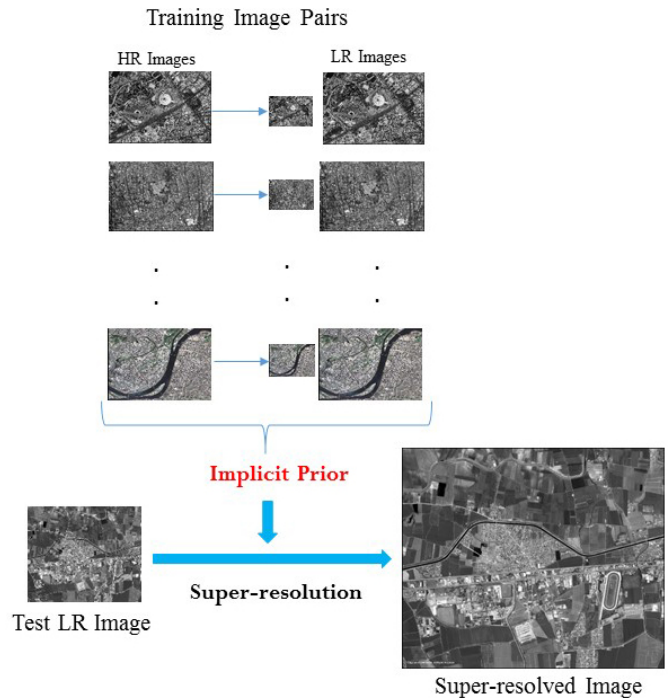 Training Image Pairs
HR Images
LR Images
Implicit Prior
Super-resolution
Test LR Image
Super-resolved Image